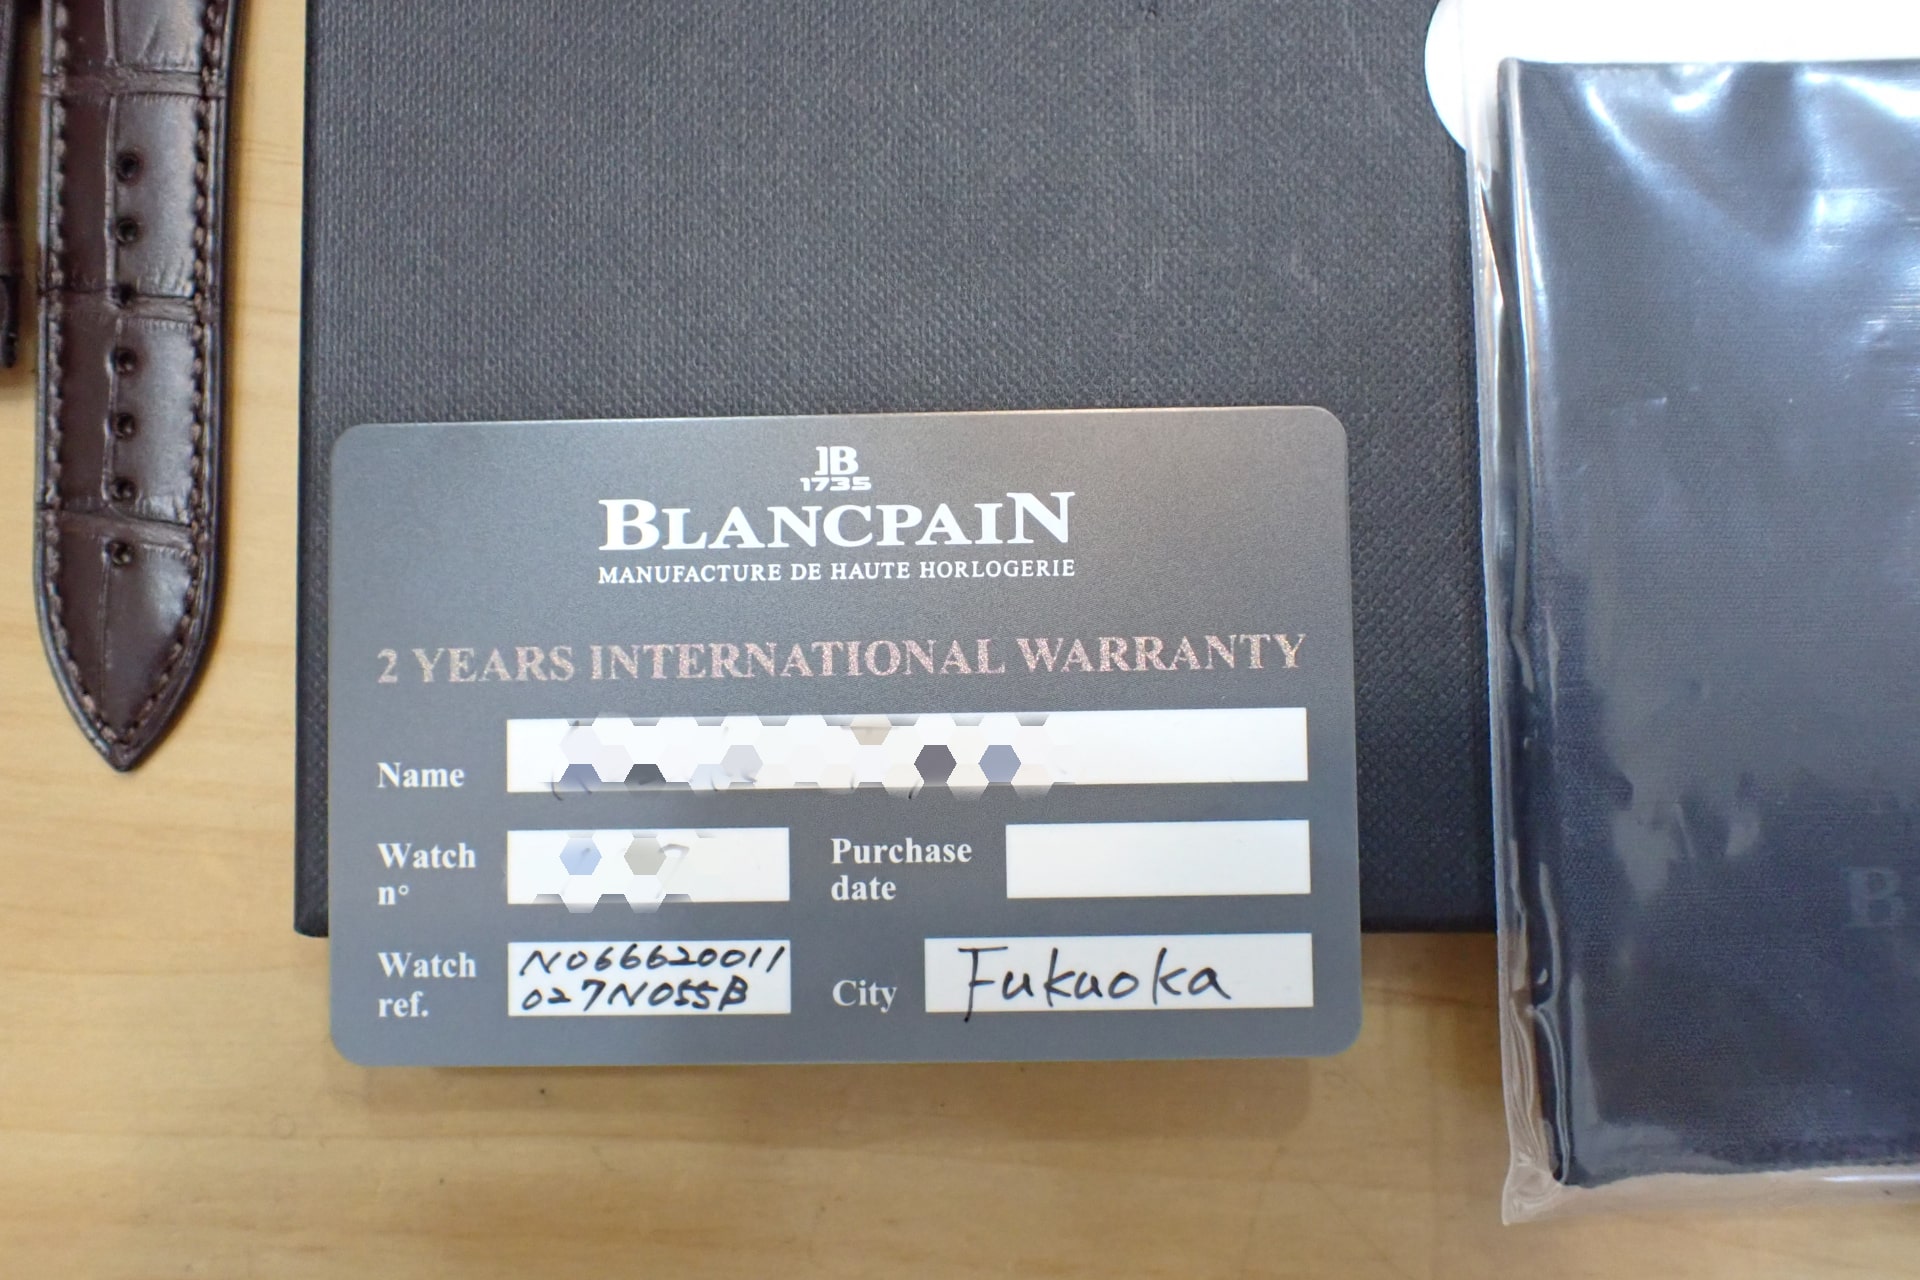 JB
1735
BLANCPAIN
MANUFACTURE DE HAUTE HORLOGERIE
2 YEARS INTERNATIONAL WARRANTY
Name
Watch
n°
Purchase
date
Watch
ref.
N066620011
027N055B
City
Fukuoka
B